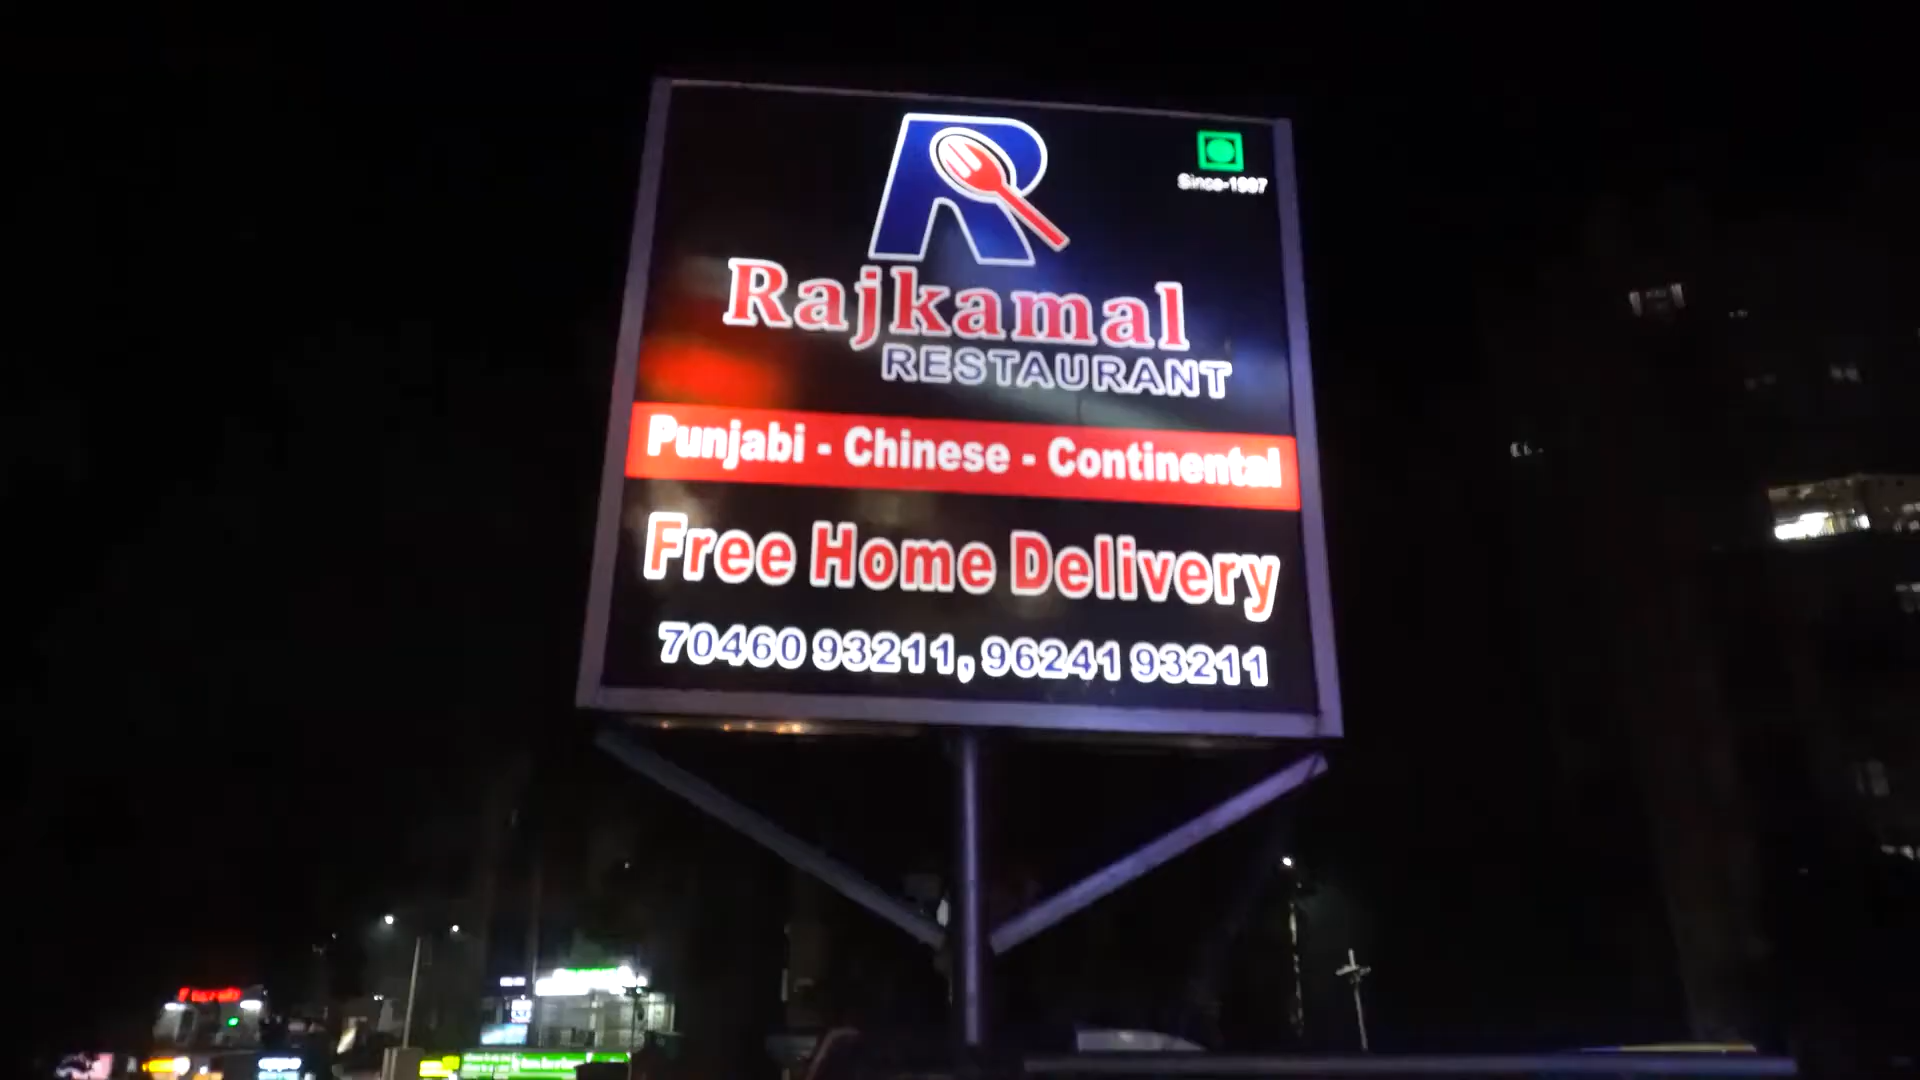 R
Since-1997
Rajkamal
RESTAURANT
Punjabi - Chinese - Continental
Free Home Delivery
70460 93211, 96241 93211